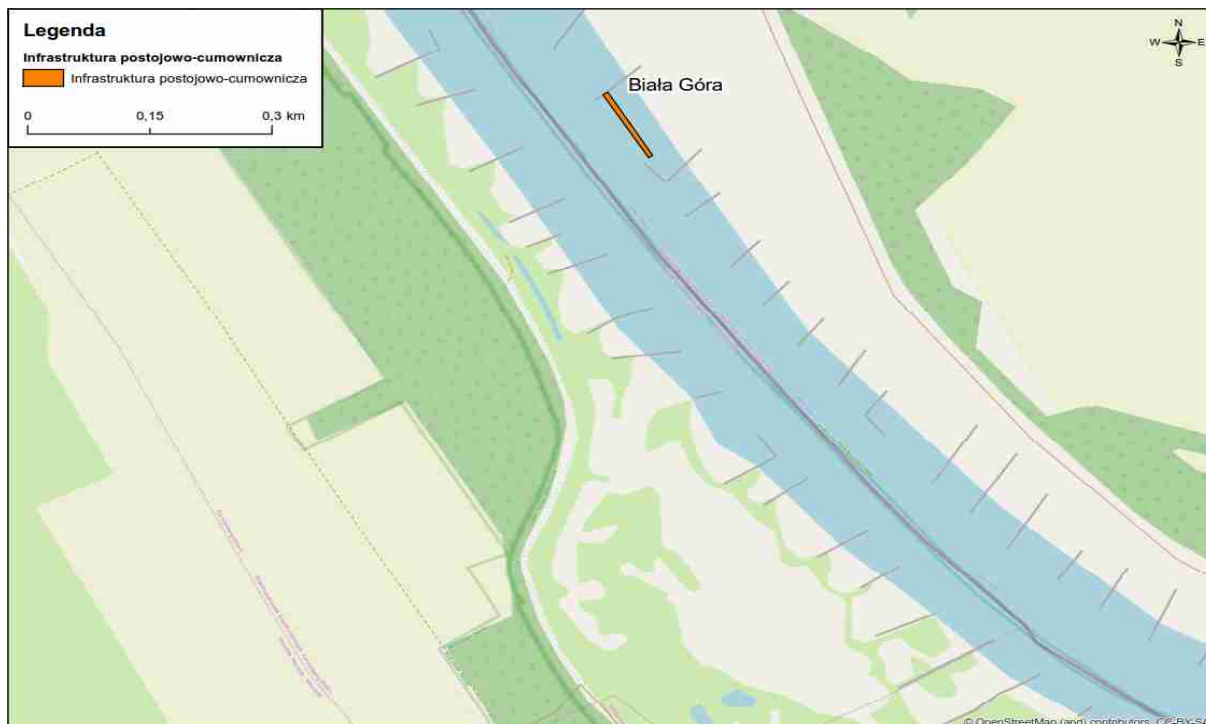 Legenda
Infrastruktura postojowo-cumownicza
Infrastruktura postojowo-cumownicza
0 0,15 0,3 km
N
W E
S
Biała Góra
© OpenStreetMap (and) contributors, CC-BY-SA